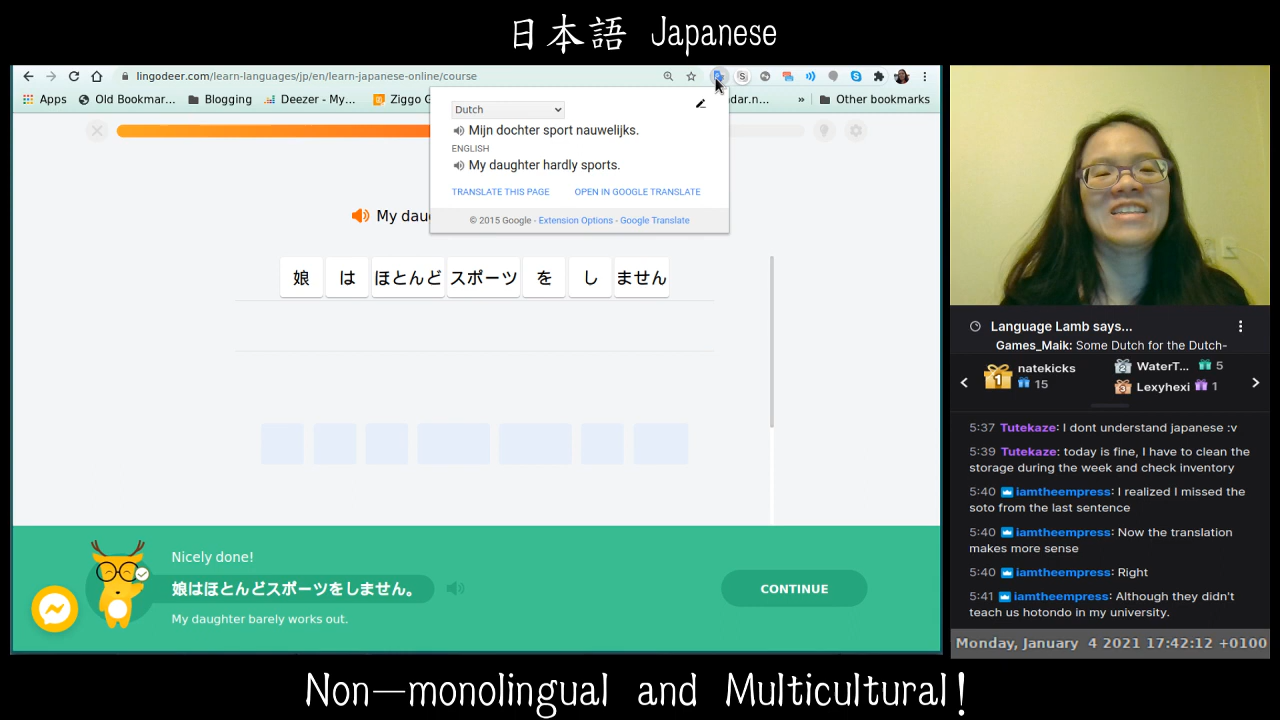 日本語 Japanese
lingodeer.com/learn-languages/jp/en/learn-japanese-online/course
Apps Old Bookmar... Blogging Deezer - My... Ziggo G dar.n... » Other bookmarks
Dutch
Mijn dochter sport nauwelijks.
ENGLISH
My daughter hardly sports.
TRANSLATE THIS PAGE OPEN IN GOOGLE TRANSLATE
© 2015 Google - Extension Options - Google Translate
My dau
娘 は ほとんど スポーツ を し ません
Nicely done!
娘はほとんどスポーツをしません。
My daughter barely works out.
CONTINUE
Language Lamb says...
Games_Maik: Some Dutch for the Dutch-
natekicks
15
WaterT... 5
Lexyhexi 1
5:37 Tutekaze: I dont understand japanese :v
5:39 Tutekaze: today is fine, I have to clean the
storage during the week and check inventory
5:40 iamtheempress: I realized I missed the
soto from the last sentence
5:40 iamtheempress: Now the translation
makes more sense
5:40 iamtheempress: Right
5:41 iamtheempress: Although they didn't
teach us hotondo in my university.
Monday, January 4 2021 17:42:12 +0100
Non-monolingual and Multicultural!